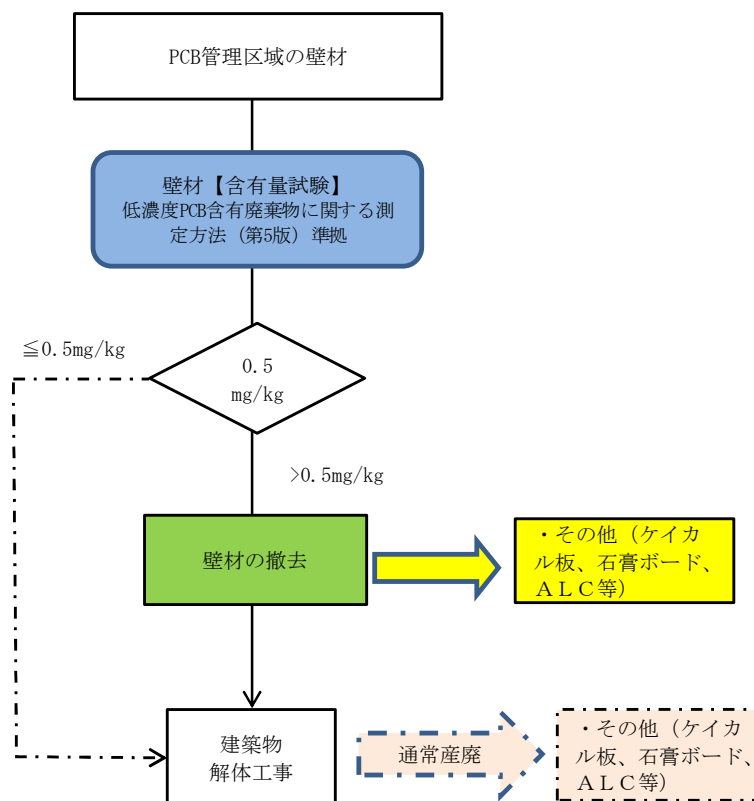 PCB管理区域の壁材
壁材【含有量試験】
低濃度PCB含有廃棄物に関する測
定方法（第5版）準拠
≦0.5mg/kg
0.5
mg/kg
>0.5mg/kg
壁材の撤去
・その他（ケイカ
ル板、石膏ボード、
ＡＬＣ等）
建築物
解体工事
通常産廃
・その他（ケイカ
ル板、石膏ボード、
ＡＬＣ等）